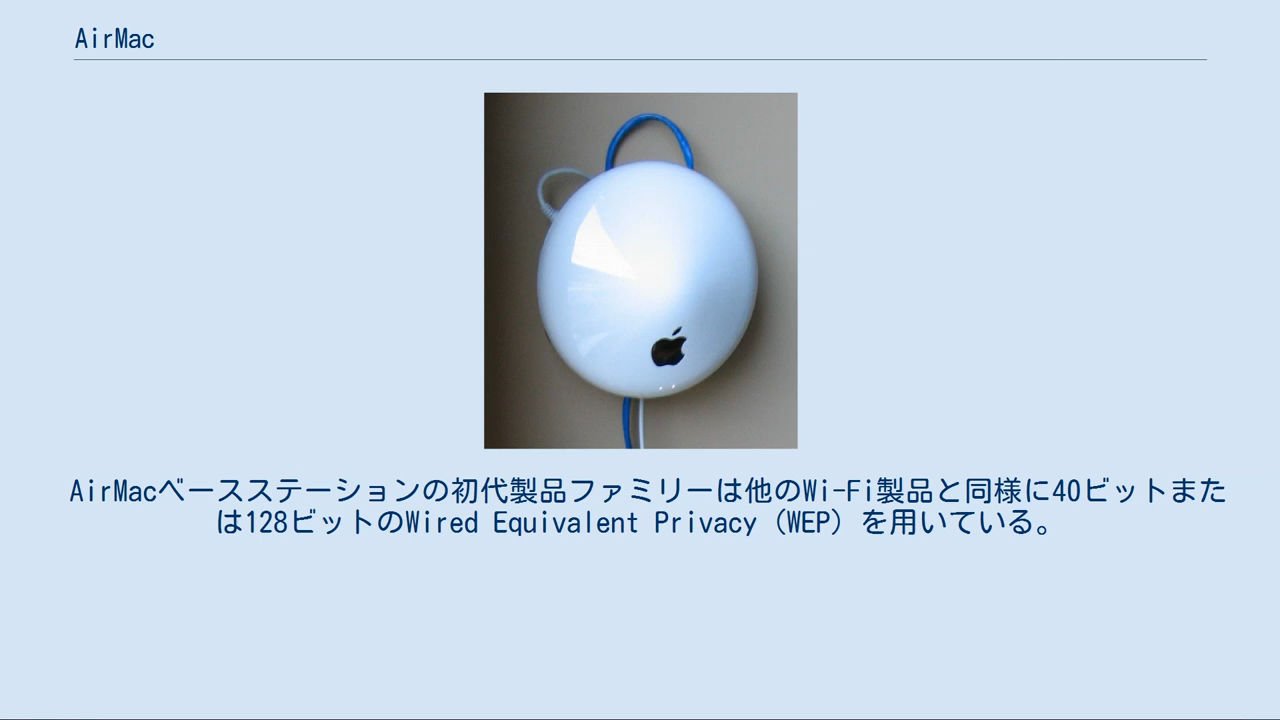 AirMac
AirMacベースステーションの初代製品ファミリーは他のWi-Fi製品と同様に40ビットまた
は128ビットのWired Equivalent Privacy（WEP）を用いている。